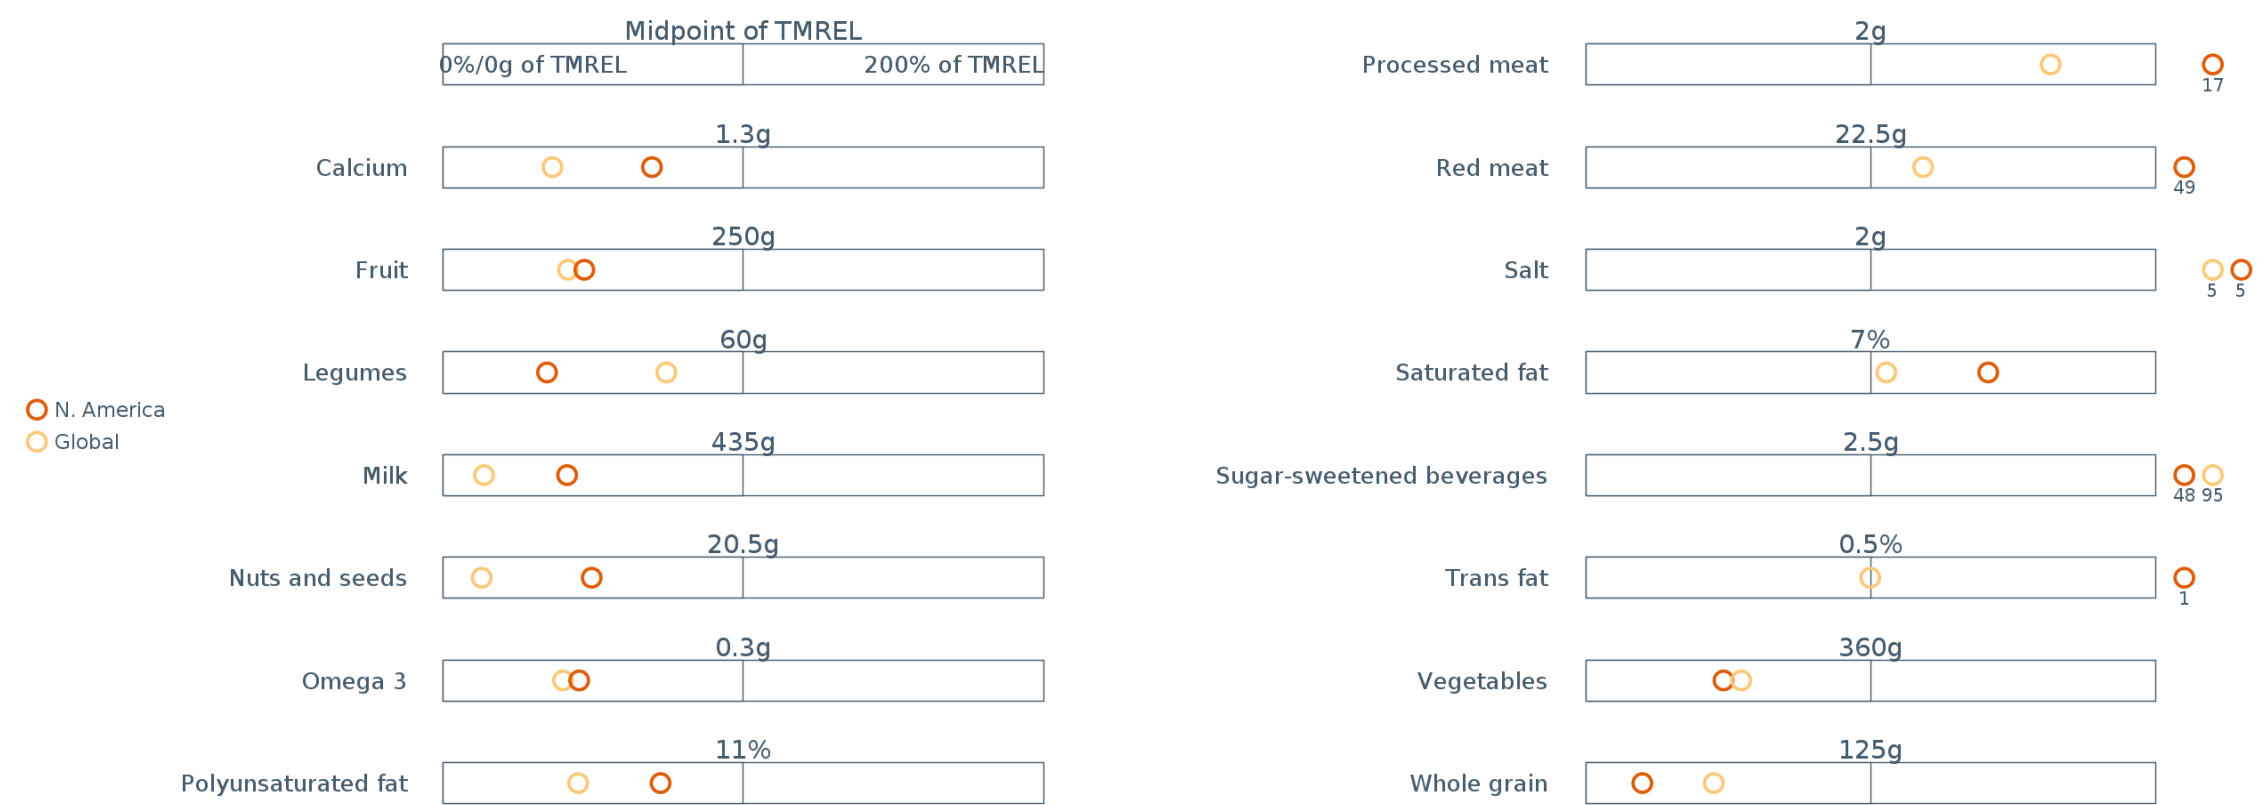 Midpoint of TMREL
0%/0g of TMREL
200% of TMREL
Calcium
1.3g
Fruit
250g
Legumes
60g
N. America
Global
Milk
435g
Nuts and seeds
20.5g
Omega 3
0.3g
Polyunsaturated fat
11%
Processed meat
2g
17
Red meat
22.5g
49
Salt
2g
5 5
Saturated fat
7%
Sugar-sweetened beverages
2.5g
48 95
Trans fat
0.5%
1
Vegetables
360g
Whole grain
125g